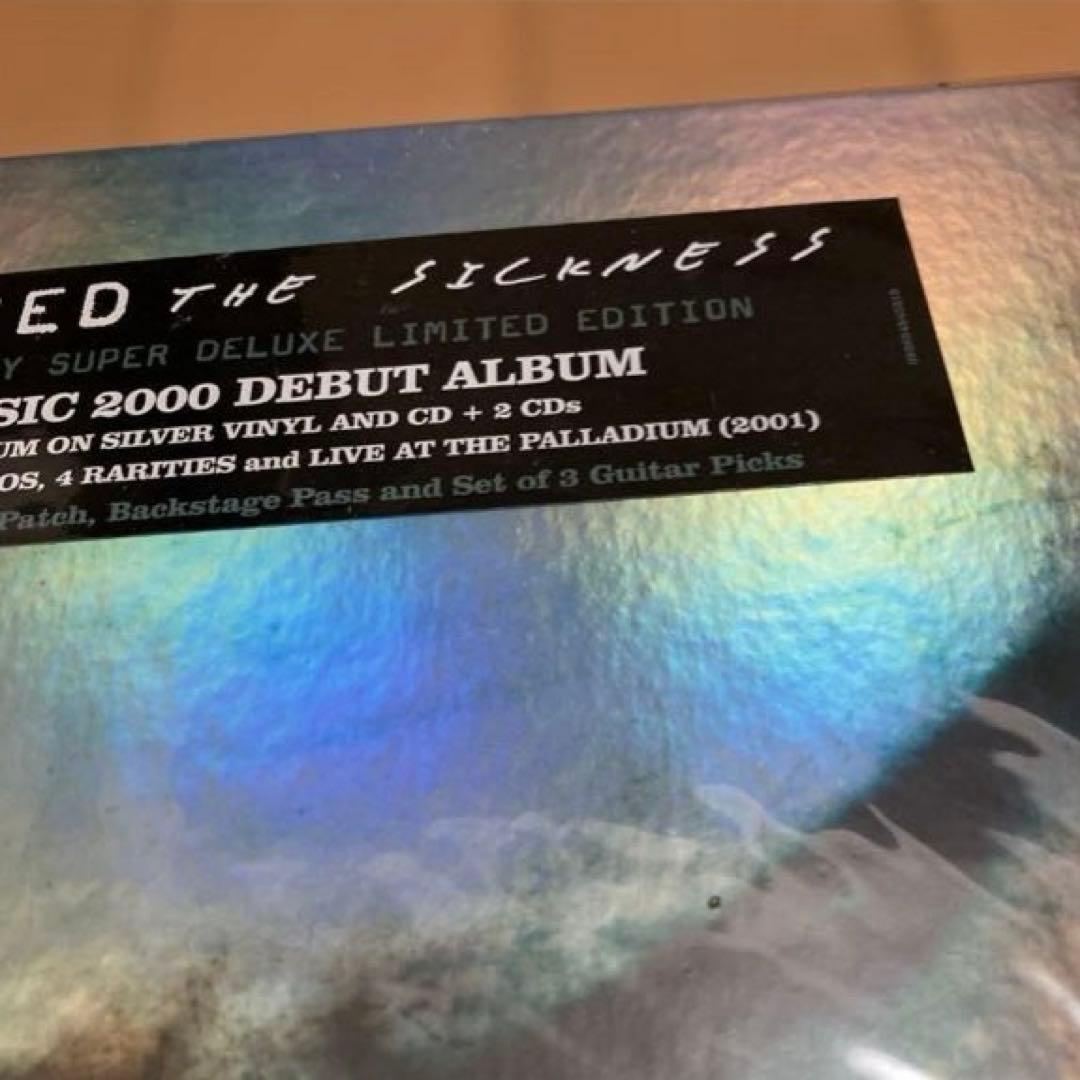 ED THE SICKNESS
Y SUPER DELUXE LIMITED EDITION
SIC 2000 DEBUT ALBUM
UM ON SILVER VINYL AND CD + 2 CDs
OS, 4 RARITIES and LIVE AT THE PALLADIUM (2001)
Patch, Backstage Pass and Set of 3 Guitar Picks